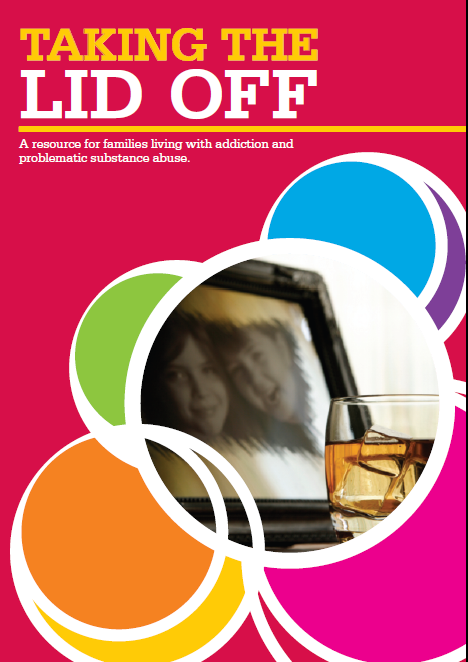 TAKING THE
LID OFF
A resource for families living with addiction and
problematic substance abuse.